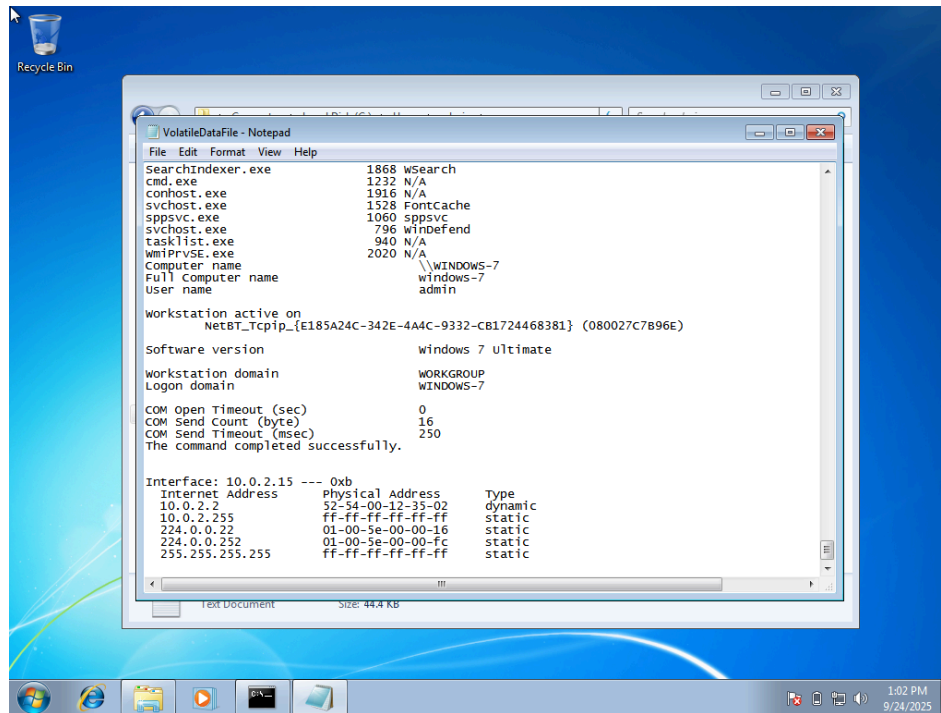 Recycle Bin
VolatileDataFile - Notepad
File Edit Format View Help
SearchIndexer.exe 1868 WSearch
cmd.exe 1232 N/A
conhost.exe 1916 N/A
svchost.exe 1528 FontCache
sppsvc.exe 1060 sppsvc
svchost.exe 796 WinDefend
tasklist.exe 940 N/A
WmiPrvSE.exe 2020 N/A
Computer name \\WINDOWS-7
Full Computer name windows-7
User name admin
Workstation active on
NetBT_Tcpip_{E185A24C-342E-4A4C-9332-CB1724468381} (080027C7B96E)
Software version Windows 7 Ultimate
Workstation domain WORKGROUP
Logon domain WINDOWS-7
COM Open Timeout (sec) 0
COM Send Count (byte) 16
COM Send Timeout (msec) 250
The command completed successfully.
Interface: 10.0.2.15 --- 0xb
Internet Address Physical Address Type
10.0.2.2 52-54-00-12-35-02 dynamic
10.0.2.255 ff-ff-ff-ff-ff-ff static
224.0.0.22 01-00-5e-00-00-16 static
224.0.0.252 01-00-5e-00-00-fc static
255.255.255.255 ff-ff-ff-ff-ff-ff static
Text Document Size: 44.4 KB
C:\
1:02 PM
9/24/2025